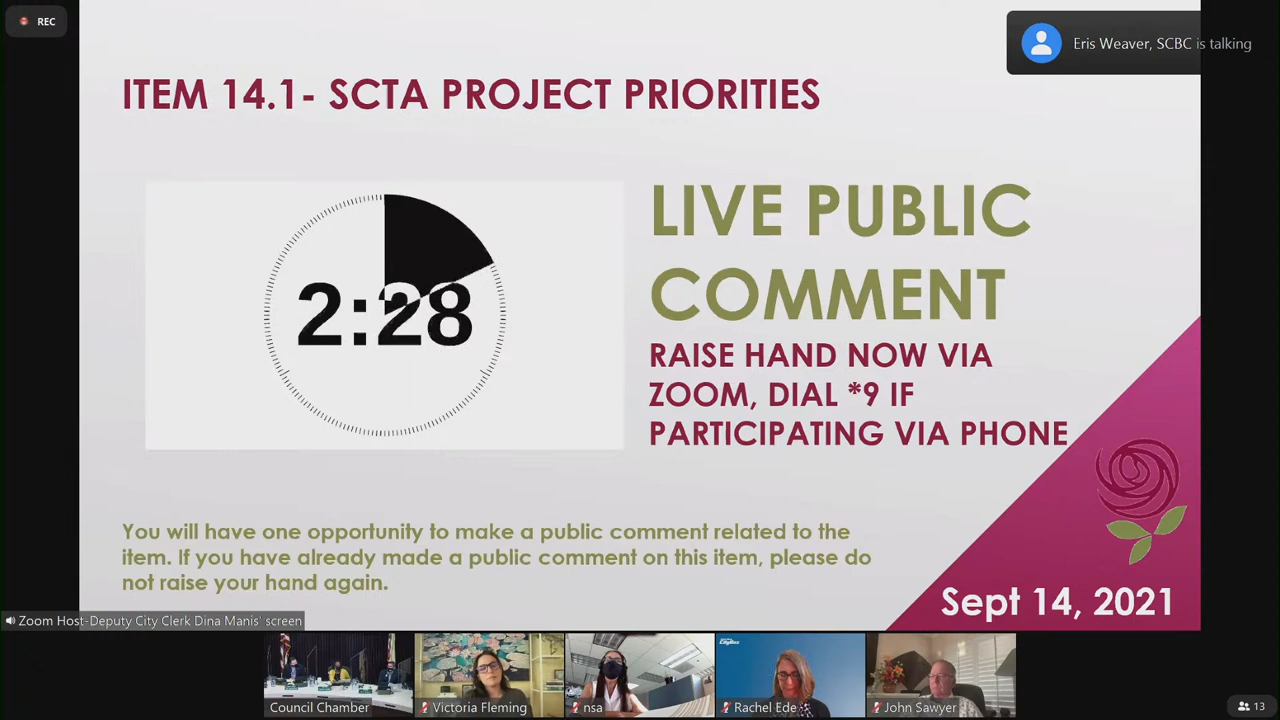 REC
Eris Weaver, SCBC is talking
ITEM 14.1- SCTA PROJECT PRIORITIES
2:28
LIVE PUBLIC
COMMENT
RAISE HAND NOW VIA
ZOOM, DIAL *9 IF
PARTICIPATING VIA PHONE
You will have one opportunity to make a public comment related to the
item. If you have already made a public comment on this item, please do
not raise your hand again.
Sept 14, 2021
Zoom Host-Deputy City Clerk Dina Manis' screen
Council Chamber
Victoria Fleming
nsa
CityBus
Rachel Ede
John Sawyer
13